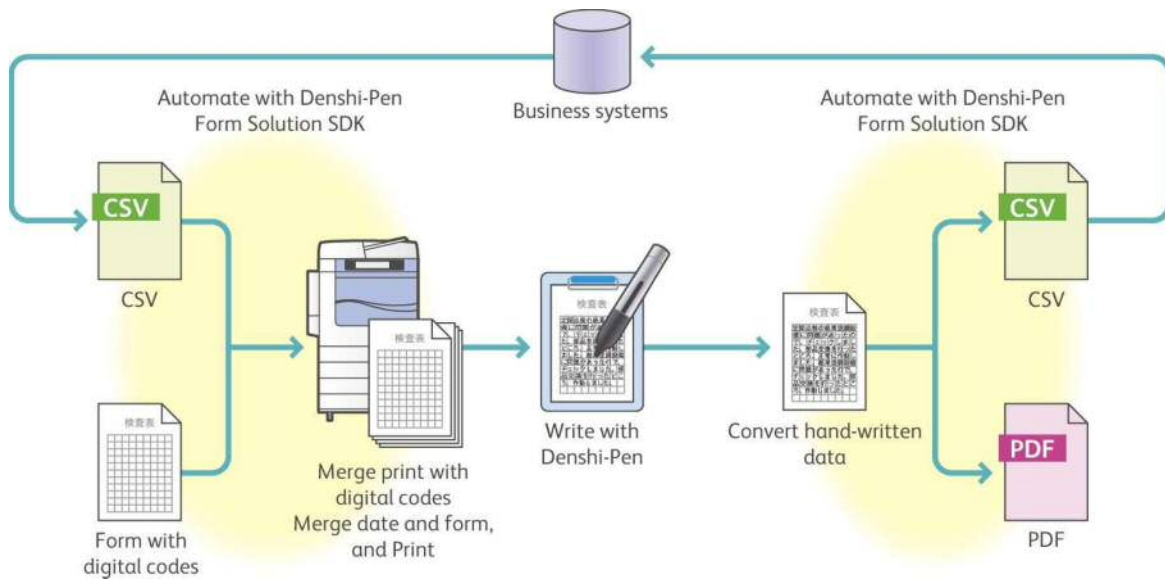 Business systems
Automate with Denshi-Pen
Form Solution SDK
Automate with Denshi-Pen
Form Solution SDK
CSV
CSV
検査表
Form with
digital codes
検査表
Merge print with
digital codes
Merge date and form,
and Print
検査表
Write with
Denshi-Pen
検査表
Convert hand-written
data
CSV
CSV
PDF
PDF